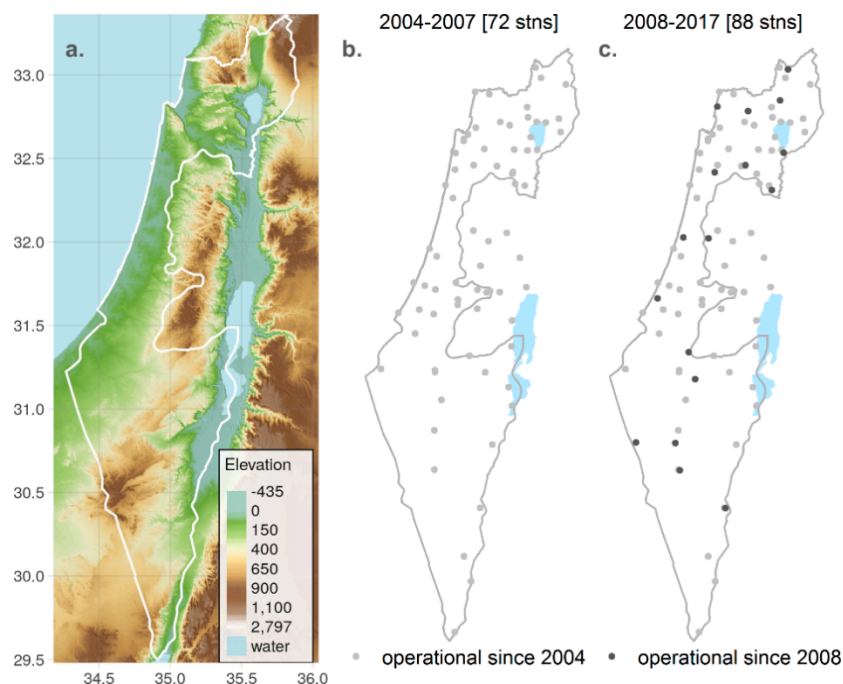 2004-2007 [72 stns]
2008-2017 [88 stns]
a.
b.
c.
33.0
32.5
32.0
31.5
31.0
30.5
30.0
29.5
34.5
35.0
35.5
36.0
Elevation
-435
0
150
400
650
900
1,100
2,797
water
operational since 2004
operational since 2008